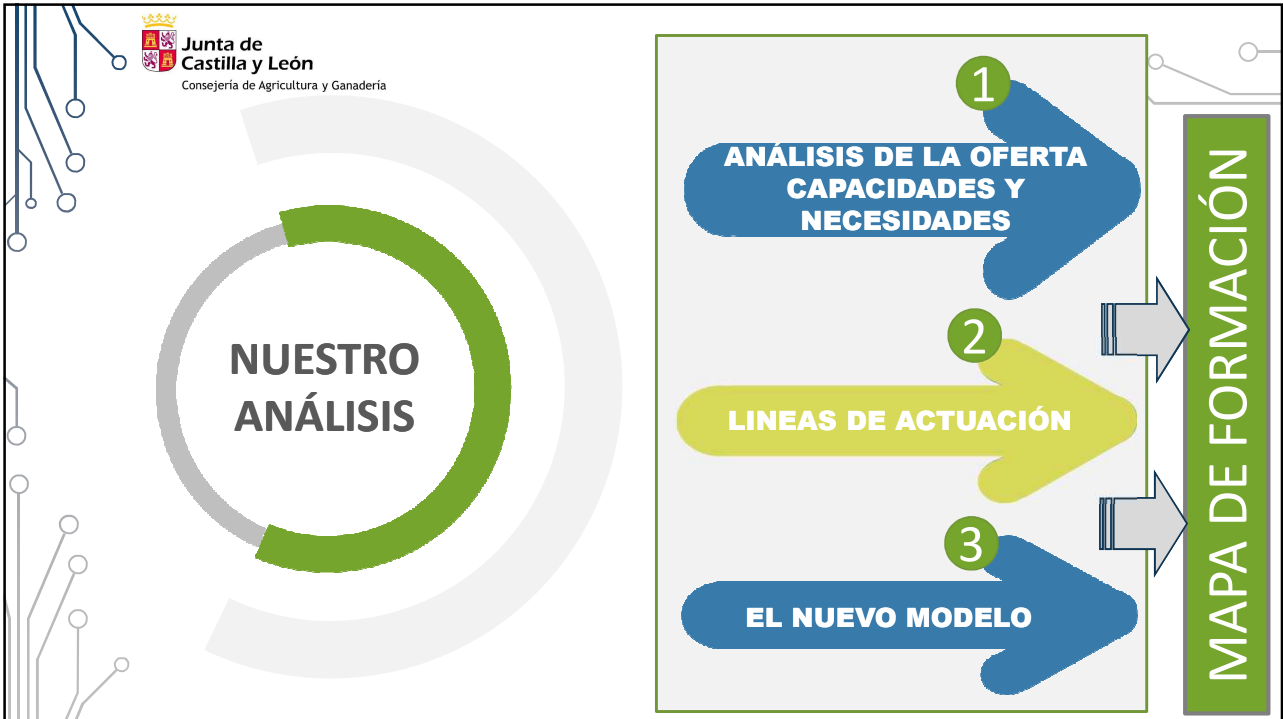 Junta de
Castilla y León
Consejería de Agricultura y Ganadería
NUESTRO
ANÁLISIS
1
ANÁLISIS DE LA OFERTA
CAPACIDADES Y
NECESIDADES
2
LINEAS DE ACTUACIÓN
3
EL NUEVO MODELO
MAPA DE FORMACIÓN